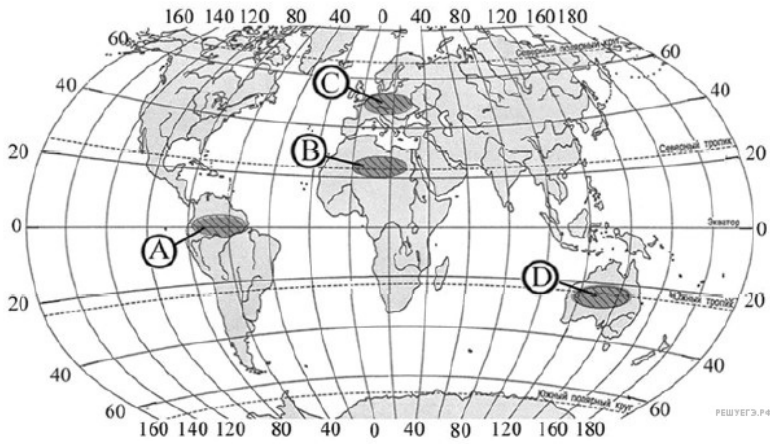 160 140 120 80 40 0 40 80 120 160 180
60 Северный полярный круг 60
C
40 40
B Северный тропик
20 20
0 Экватор 0
A
D
20 Южный тропик 20
40 40
60 Южный полярный круг 60
РЕШУЕГЭ.РФ
160 140 120 80 40 0 40 80 120 160 180